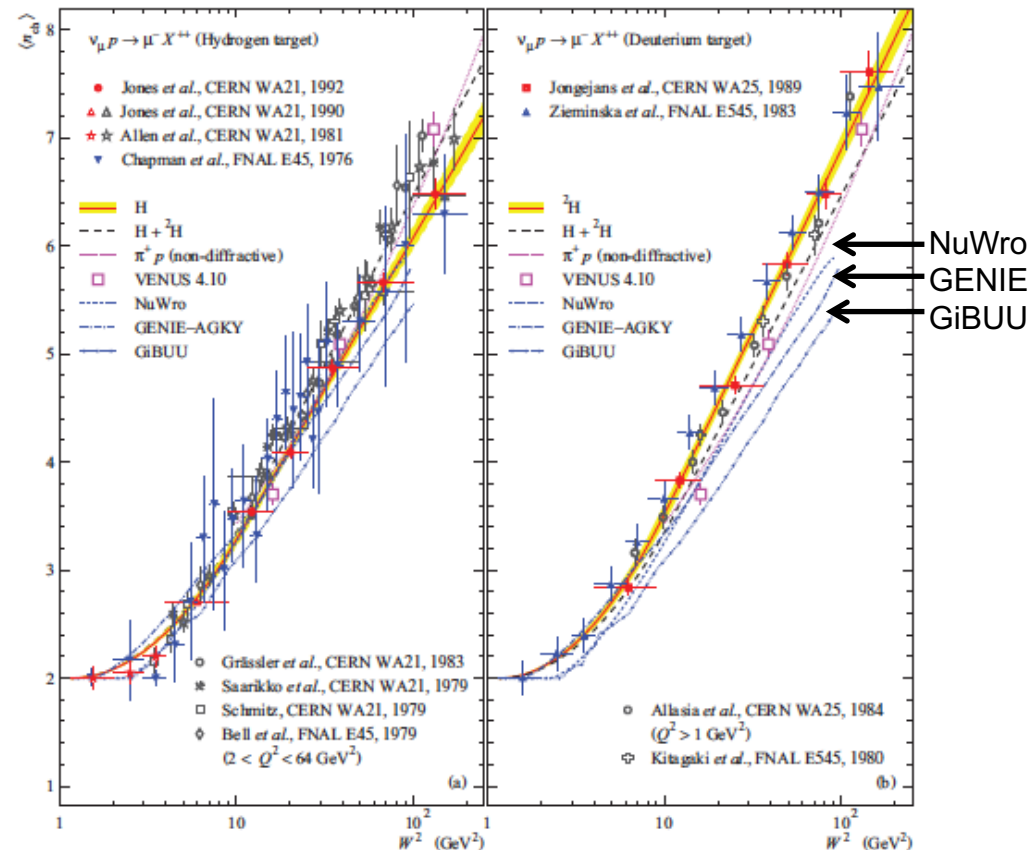 ⟨n_ch⟩
8
7
6
5
4
3
2
1
ν_μ p → μ⁻ X⁺⁺ (Hydrogen target)
Jones et al., CERN WA21, 1992
Jones et al., CERN WA21, 1990
Allen et al., CERN WA21, 1981
Chapman et al., FNAL E45, 1976
H
H + ²H
π⁺ p (non-diffractive)
VENUS 4.10
NuWro
GENIE–AGKY
GiBUU
Grässler et al., CERN WA21, 1983
Saarikko et al., CERN WA21, 1979
Schmitz, CERN WA21, 1979
Bell et al., FNAL E45, 1979
(2 < Q² < 64 GeV²)
(a)
1 10 10²
W² (GeV²)
ν_μ p → μ⁻ X⁺⁺ (Deuterium target)
Jongejans et al., CERN WA25, 1989
Zieminska et al., FNAL E545, 1983
²H
H + ²H
π⁺ p (non-diffractive)
VENUS 4.10
NuWro
GENIE–AGKY
GiBUU
Allasia et al., CERN WA25, 1984
(Q² > 1 GeV²)
Kitagaki et al., FNAL E545, 1980
(b)
1 10 10²
W² (GeV²)
NuWro
GENIE
GiBUU